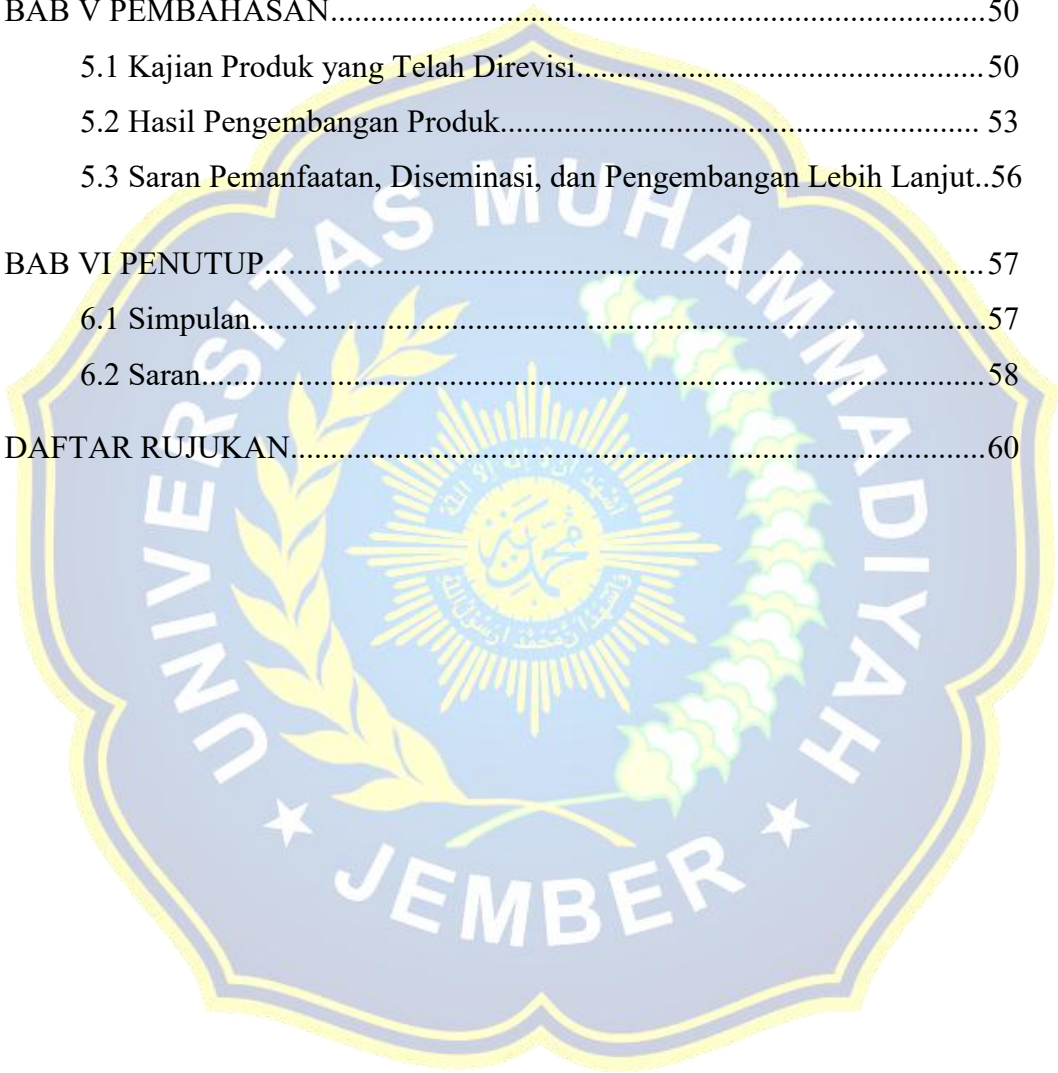 BAB V PEMBAHASAN....................................................................................50
5.1 Kajian Produk yang Telah Direvisi....................................................50
5.2 Hasil Pengembangan Produk............................................................. 53
5.3 Saran Pemanfaatan, Diseminasi, dan Pengembangan Lebih Lanjut..56
BAB VI PENUTUP............................................................................................57
6.1 Simpulan..............................................................................................57
6.2 Saran....................................................................................................58
DAFTAR RUJUKAN.........................................................................................60
UNIVERSITAS MUHAMMADIYAH
JEMBER